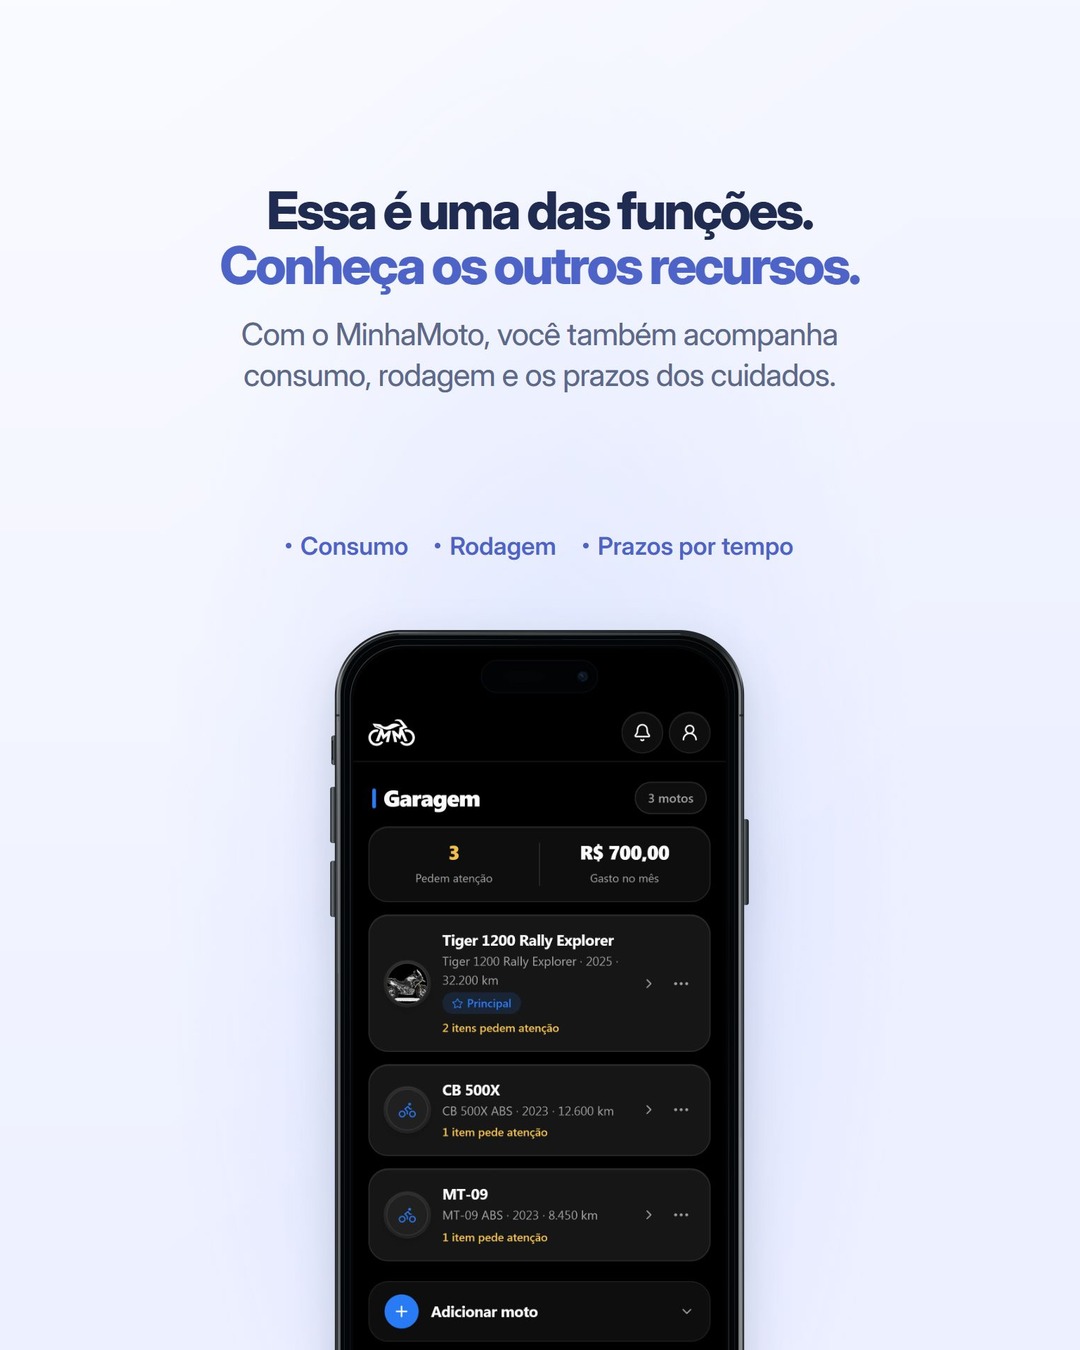 Essa é uma das funções.
Conheça os outros recursos.
Com o MinhaMoto, você também acompanha
consumo, rodagem e os prazos dos cuidados.
• Consumo • Rodagem • Prazos por tempo
MM
Garagem
3 motos
3
Pedem atenção
R$ 700,00
Gasto no mês
Tiger 1200 Rally Explorer
Tiger 1200 Rally Explorer · 2025 ·
32.200 km
Principal
2 itens pedem atenção
CB 500X
CB 500X ABS · 2023 · 12.600 km
1 item pede atenção
MT-09
MT-09 ABS · 2023 · 8.450 km
1 item pede atenção
Adicionar moto